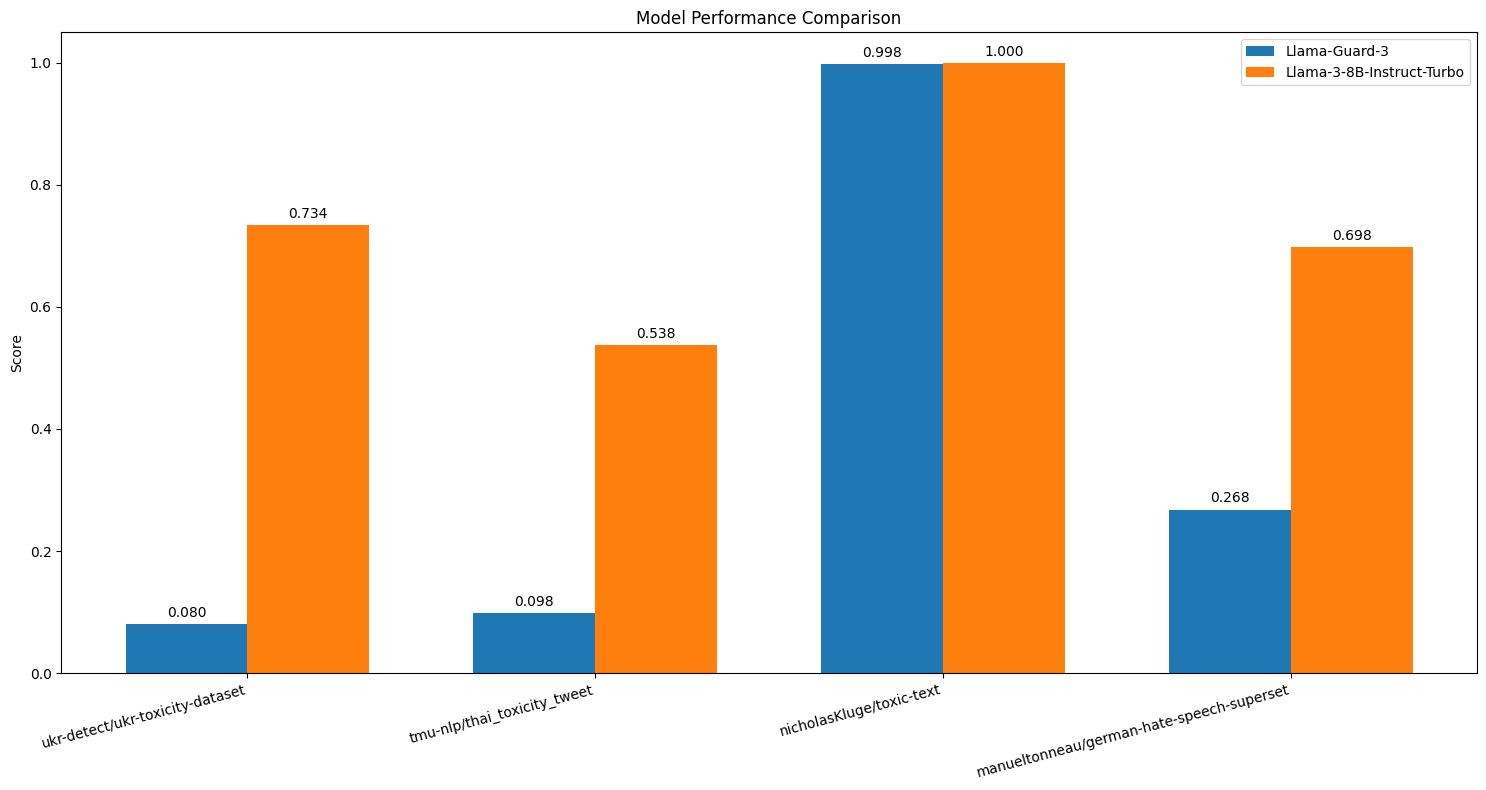 Model Performance Comparison
Llama-Guard-3
Llama-3-8B-Instruct-Turbo
Score
1.0
0.8
0.6
0.4
0.2
0.0
0.080
0.734
0.098
0.538
0.998
1.000
0.268
0.698
ukr-detect/ukr-toxicity-dataset
tmu-nlp/thai_toxicity_tweet
nicholasKluge/toxic-text
manueltonneau/german-hate-speech-superset